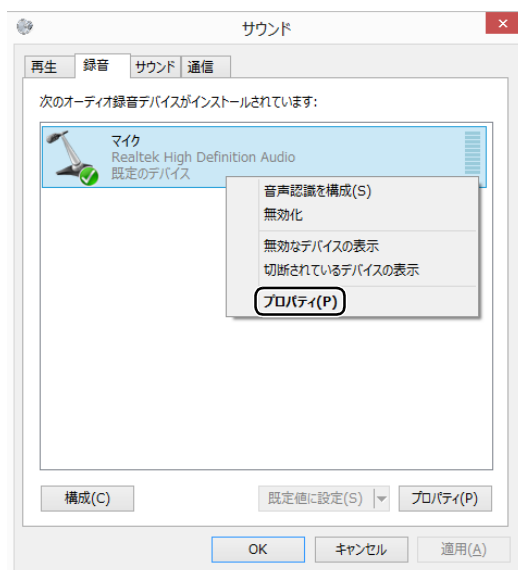 サウンド
再生 録音 サウンド 通信
次のオーディオ録音デバイスがインストールされています:
マイク
Realtek High Definition Audio
既定のデバイス
音声認識を構成(S)
無効化
無効なデバイスの表示
切断されているデバイスの表示
プロパティ(P)
構成(C) 既定値に設定(S) プロパティ(P)
OK キャンセル 適用(A)